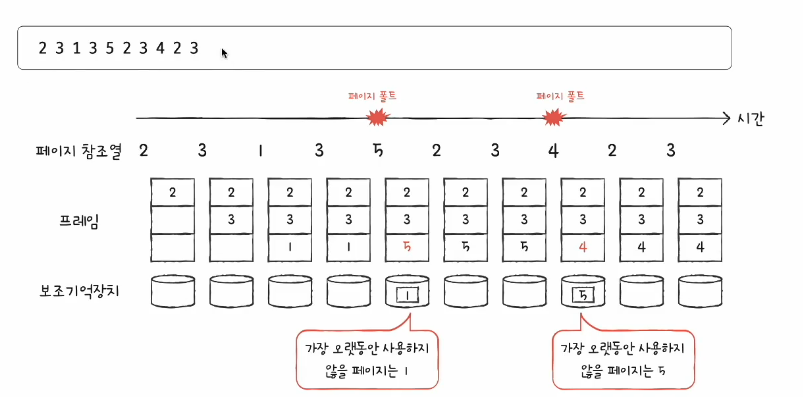 2 3 1 3 5 2 3 4 2 3
페이지 폴트 페이지 폴트
시간
페이지 참조열 2 3 1 3 5 2 3 4 2 3
2 2 2 2 2 2 2 2 2 2
프레임 3 3 3 3 3 3 3 3 3
1 1 5 5 5 4 4 4
보조기억장치 1 5
가장 오랫동안 사용하지
않을 페이지는 1
가장 오랫동안 사용하지
않을 페이지는 5